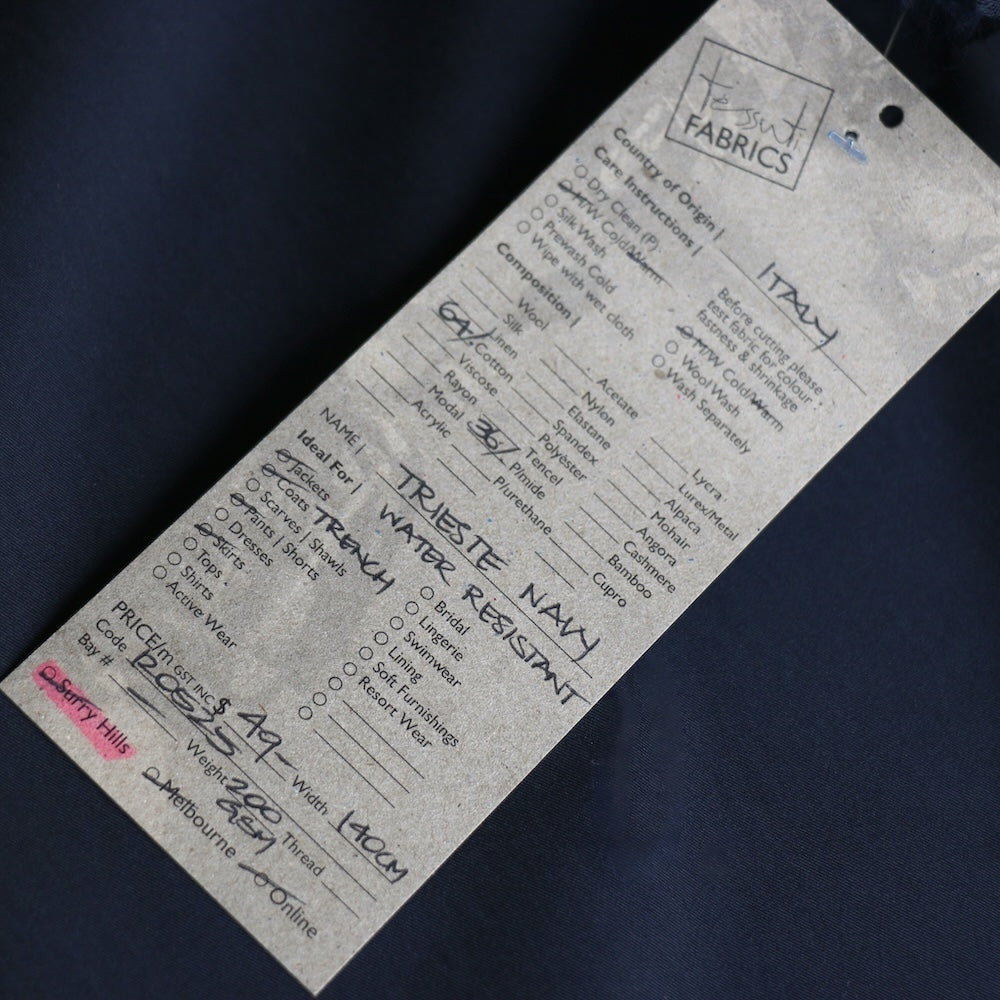 Tessuti
FABRICS
Country of Origin | ITALY
Care Instructions |
Dry Clean (P)
M/W Cold/Warm
Silk Wash
Prewash Cold
Wipe with wet cloth
Before cutting please
test fabric for colour
fastness & shrinkage
M/W Cold/Warm
Wool Wash
Wash Separately
Composition |
Wool
Silk
Linen
64/ Cotton
Viscose
Rayon
Modal
Acrylic
Acetate
Nylon
Elastane
Spandex
Polyester
Tencel
36/ P/mide
P/urethane
Lycra
Lurex/Metal
Alpaca
Mohair
Angora
Cashmere
Bamboo
Cupro
NAME | TRIESTE NAVY
WATER RESISTANT
Ideal For |
Jackets
Coats TRENCH
Scarves | Shawls
Pants | Shorts
Dresses
Skirts
Tops
Shirts
Active Wear
Bridal
Lingerie
Swimwear
Lining
Soft Furnishings
Resort Wear
PRICE/m GST INC $ 49- Width 140CM
Code ROS25 Weight 200 GSM Thread
Bay #
Surry Hills Melbourne Online